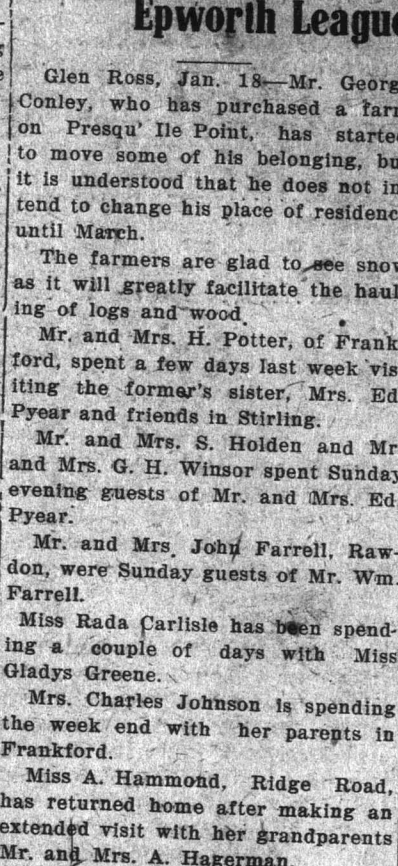 Epworth League
Glen Ross, Jan. 18—Mr. Georg
Conley, who has purchased a farm
on Presqu' Ile Point, has starte
to move some of his belonging, bu
it is understood that he does not in
tend to change his place of residenc
until March.
The farmers are glad to see snow
as it will greatly facilitate the haul
ing of logs and wood.
Mr. and Mrs. H. Potter, of Frank
ford, spent a few days last week vis
iting the former's sister, Mrs. Ed
Pyear and friends in Stirling.
Mr. and Mrs. S. Holden and Mr
and Mrs. G. H. Winsor spent Sunday
evening guests of Mr. and Mrs. Ed
Pyear.
Mr. and Mrs. John Farrell, Raw-
don, were Sunday guests of Mr. Wm.
Farrell.
Miss Rada Carlisle has been spend-
ing a couple of days with Miss
Gladys Greene.
Mrs. Charles Johnson is spending
the week end with her parents in
Frankford.
Miss A. Hammond, Ridge Road,
has returned home after making an
extended visit with her grandparents
Mr. and Mrs. A. Hagerman